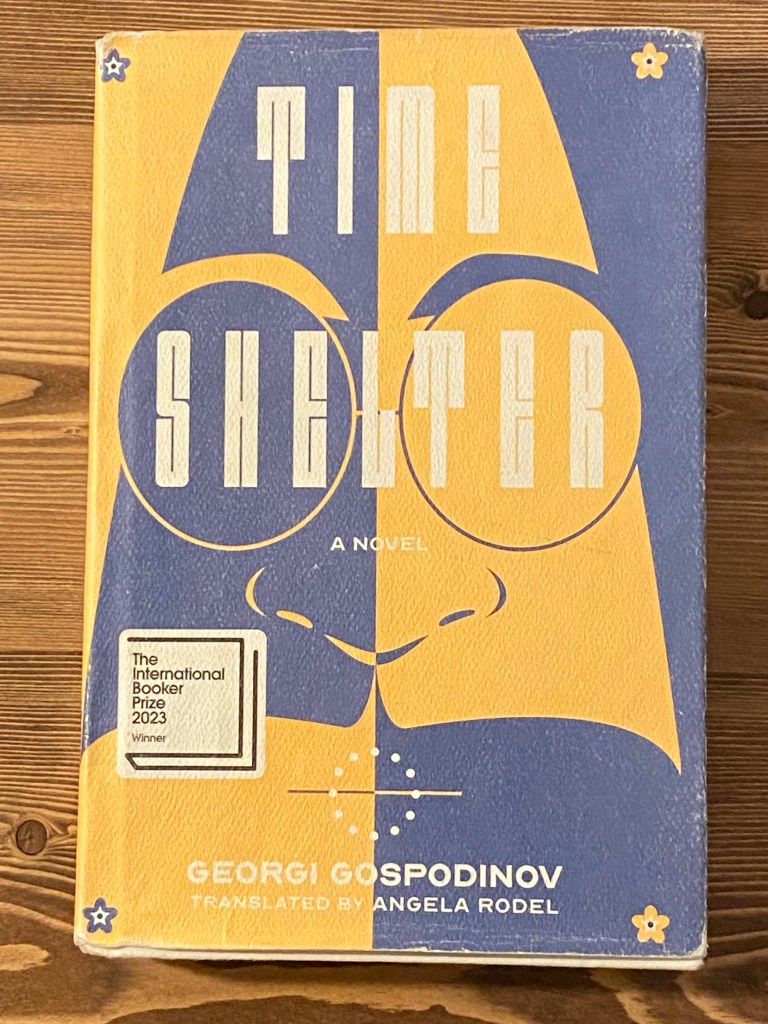 TIME
SHELTER
A NOVEL
The
International
Booker
Prize
2023
Winner
GEORGI GOSPODINOV
TRANSLATED BY ANGELA RODEL